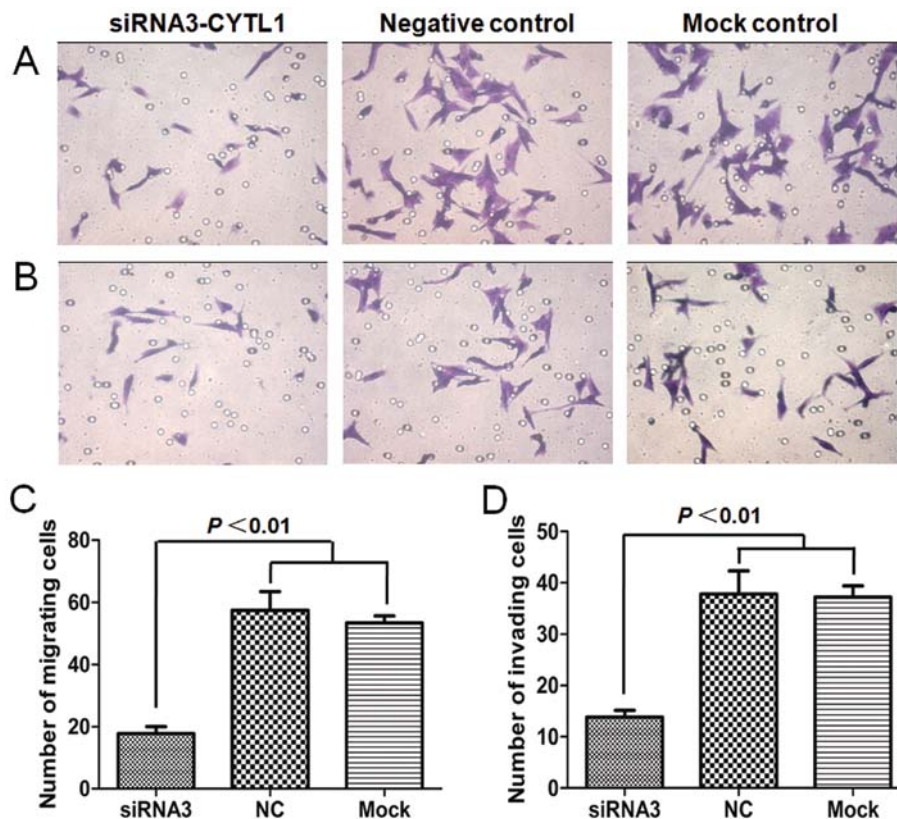 siRNA3-CYTL1 Negative control Mock control
A
B
C
P<0.01
Number of migrating cells
80
60
40
20
0
siRNA3 NC Mock
D
P<0.01
Number of invading cells
50
40
30
20
10
0
siRNA3 NC Mock